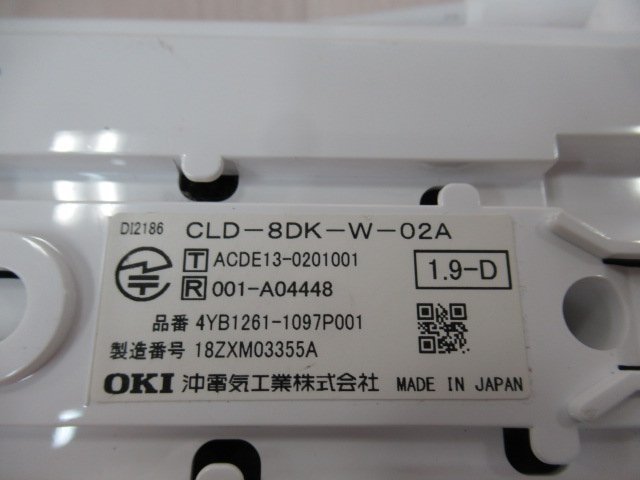 DI2186 CLD-8DK-W-02A
T ACDE13-0201001
R 001-A04448
1.9-D
品番 4YB1261-1097P001
製造番号 18ZXM03355A
OKI 沖電気工業株式会社 MADE IN JAPAN